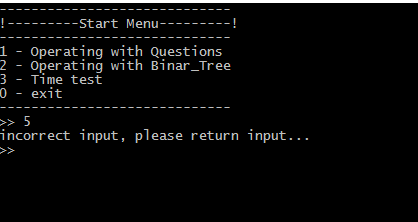 -----------------------------
!---------Start Menu---------!
-----------------------------
1 - Operating with Questions
2 - Operating with Binar_Tree
3 - Time test
0 - exit
-----------------------------
>> 5
incorrect input, please return input...
>>